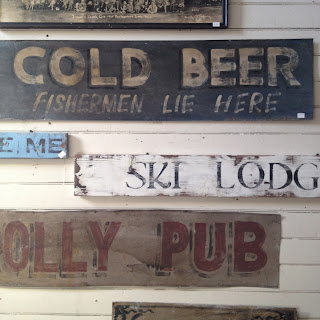 COLD BEER
FISHERMEN LIE HERE
E ME
SKI LODG
OLLY PUB